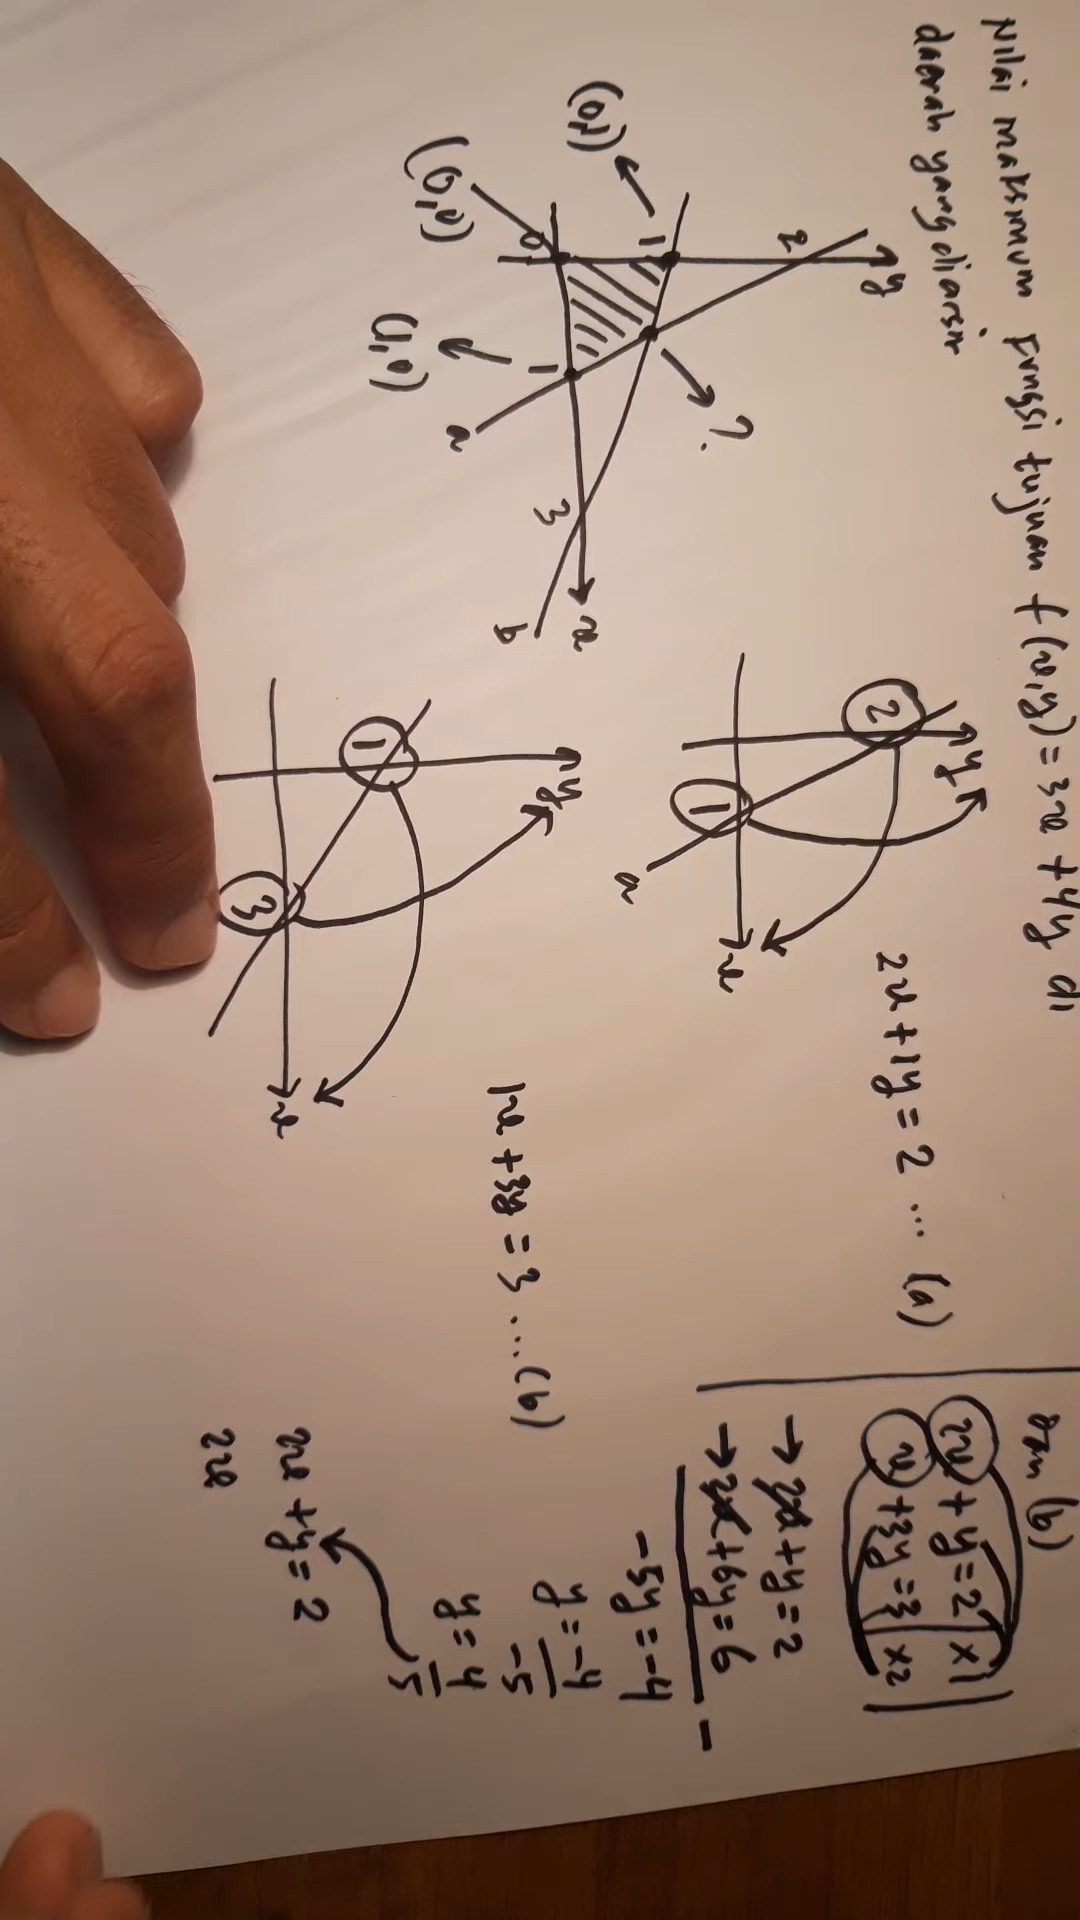 Nilai maksimum Fungsi tujuan f(x,y) = 3x + 4y di
daerah yang diarsir
y
2
(0,1)
1
?.
0
(0,0)
1
(1,0)
3
x
a
b
y
2
1
x
a
2x + 1y = 2 ... (a)
y
1
3
x
1x + 3y = 3 ... (b)
dan (b)
2x + y = 2 | x1 |
x + 3y = 3 | x2 |
→ 2x + y = 2
→ 2x + 6y = 6
-
-5y = -4
y = -4
-5
y = 4
5
2x + y = 2
2x